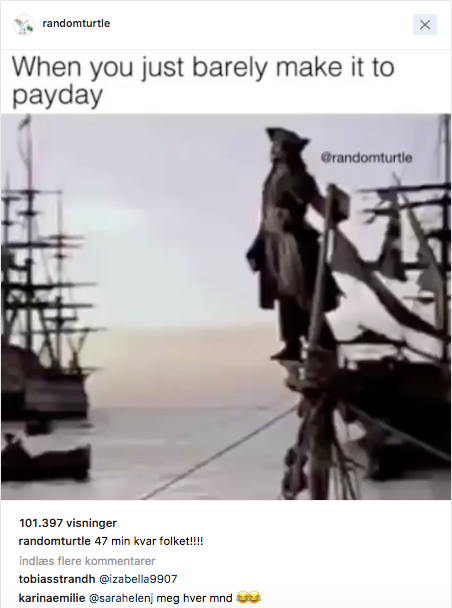 randomturtle
When you just barely make it to
payday
@randomturtle
101.397 visninger
randomturtle 47 min kvar folket!!!!
indlæs flere kommentarer
tobiasstrandh @izabella9907
karinaemilie @sarahelenj meg hver mnd 😂😂